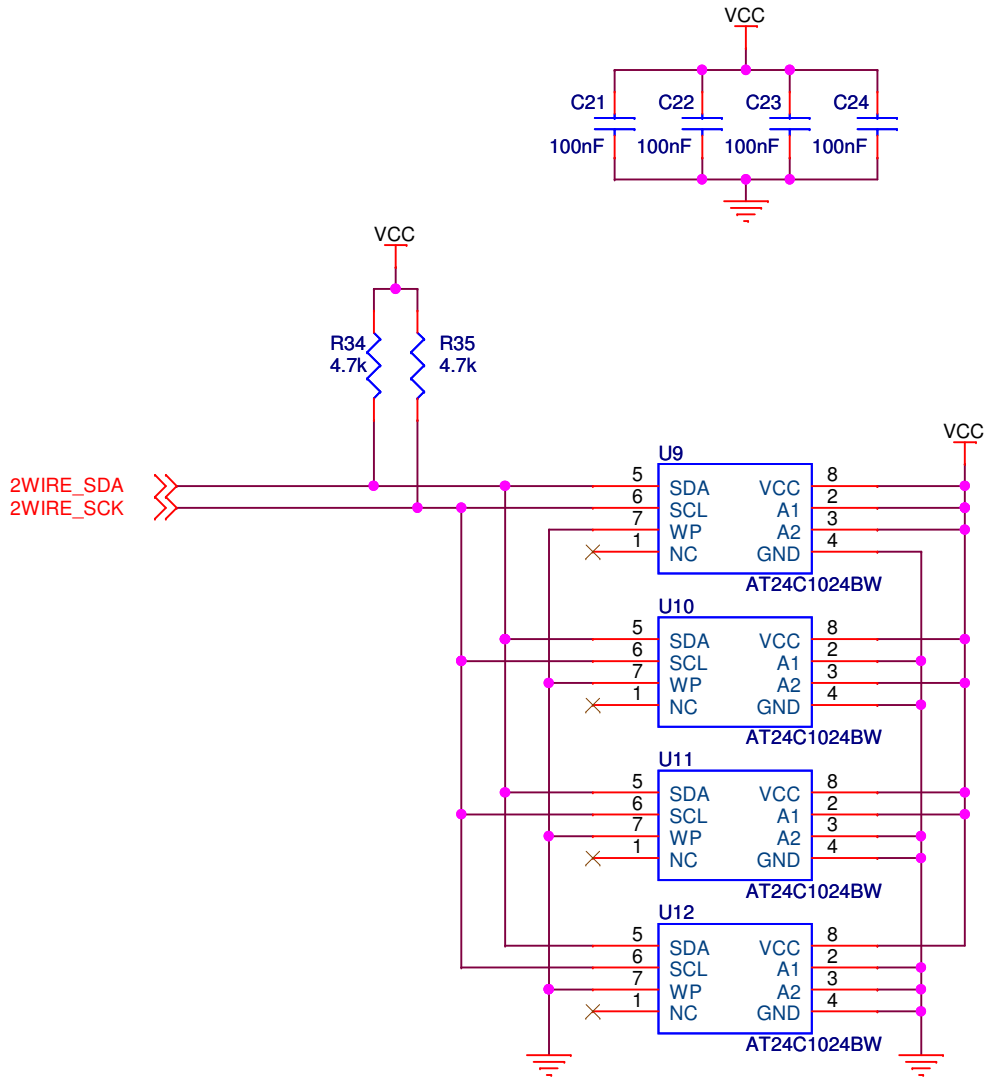 VCC
C21 C22 C23 C24
100nF 100nF 100nF 100nF
VCC
R34 R35
4.7k 4.7k
VCC
2WIRE_SDA
2WIRE_SCK
U9
5 SDA VCC 8
6 SCL A1 2
7 WP A2 3
1 NC GND 4
AT24C1024BW
U10
5 SDA VCC 8
6 SCL A1 2
7 WP A2 3
1 NC GND 4
AT24C1024BW
U11
5 SDA VCC 8
6 SCL A1 2
7 WP A2 3
1 NC GND 4
AT24C1024BW
U12
5 SDA VCC 8
6 SCL A1 2
7 WP A2 3
1 NC GND 4
AT24C1024BW